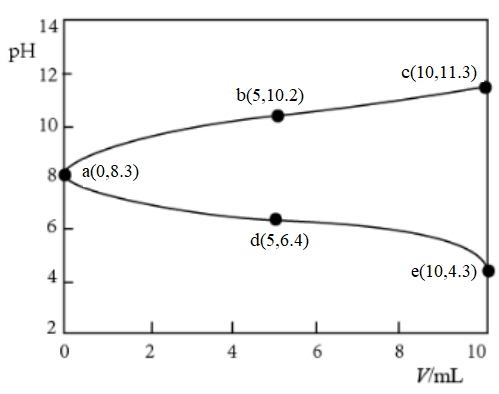 14
pH
12
c(10,11.3)
b(5,10.2)
10
8
a(0,8.3)
6
d(5,6.4)
e(10,4.3)
4
2
0 2 4 6 8 10
V/mL